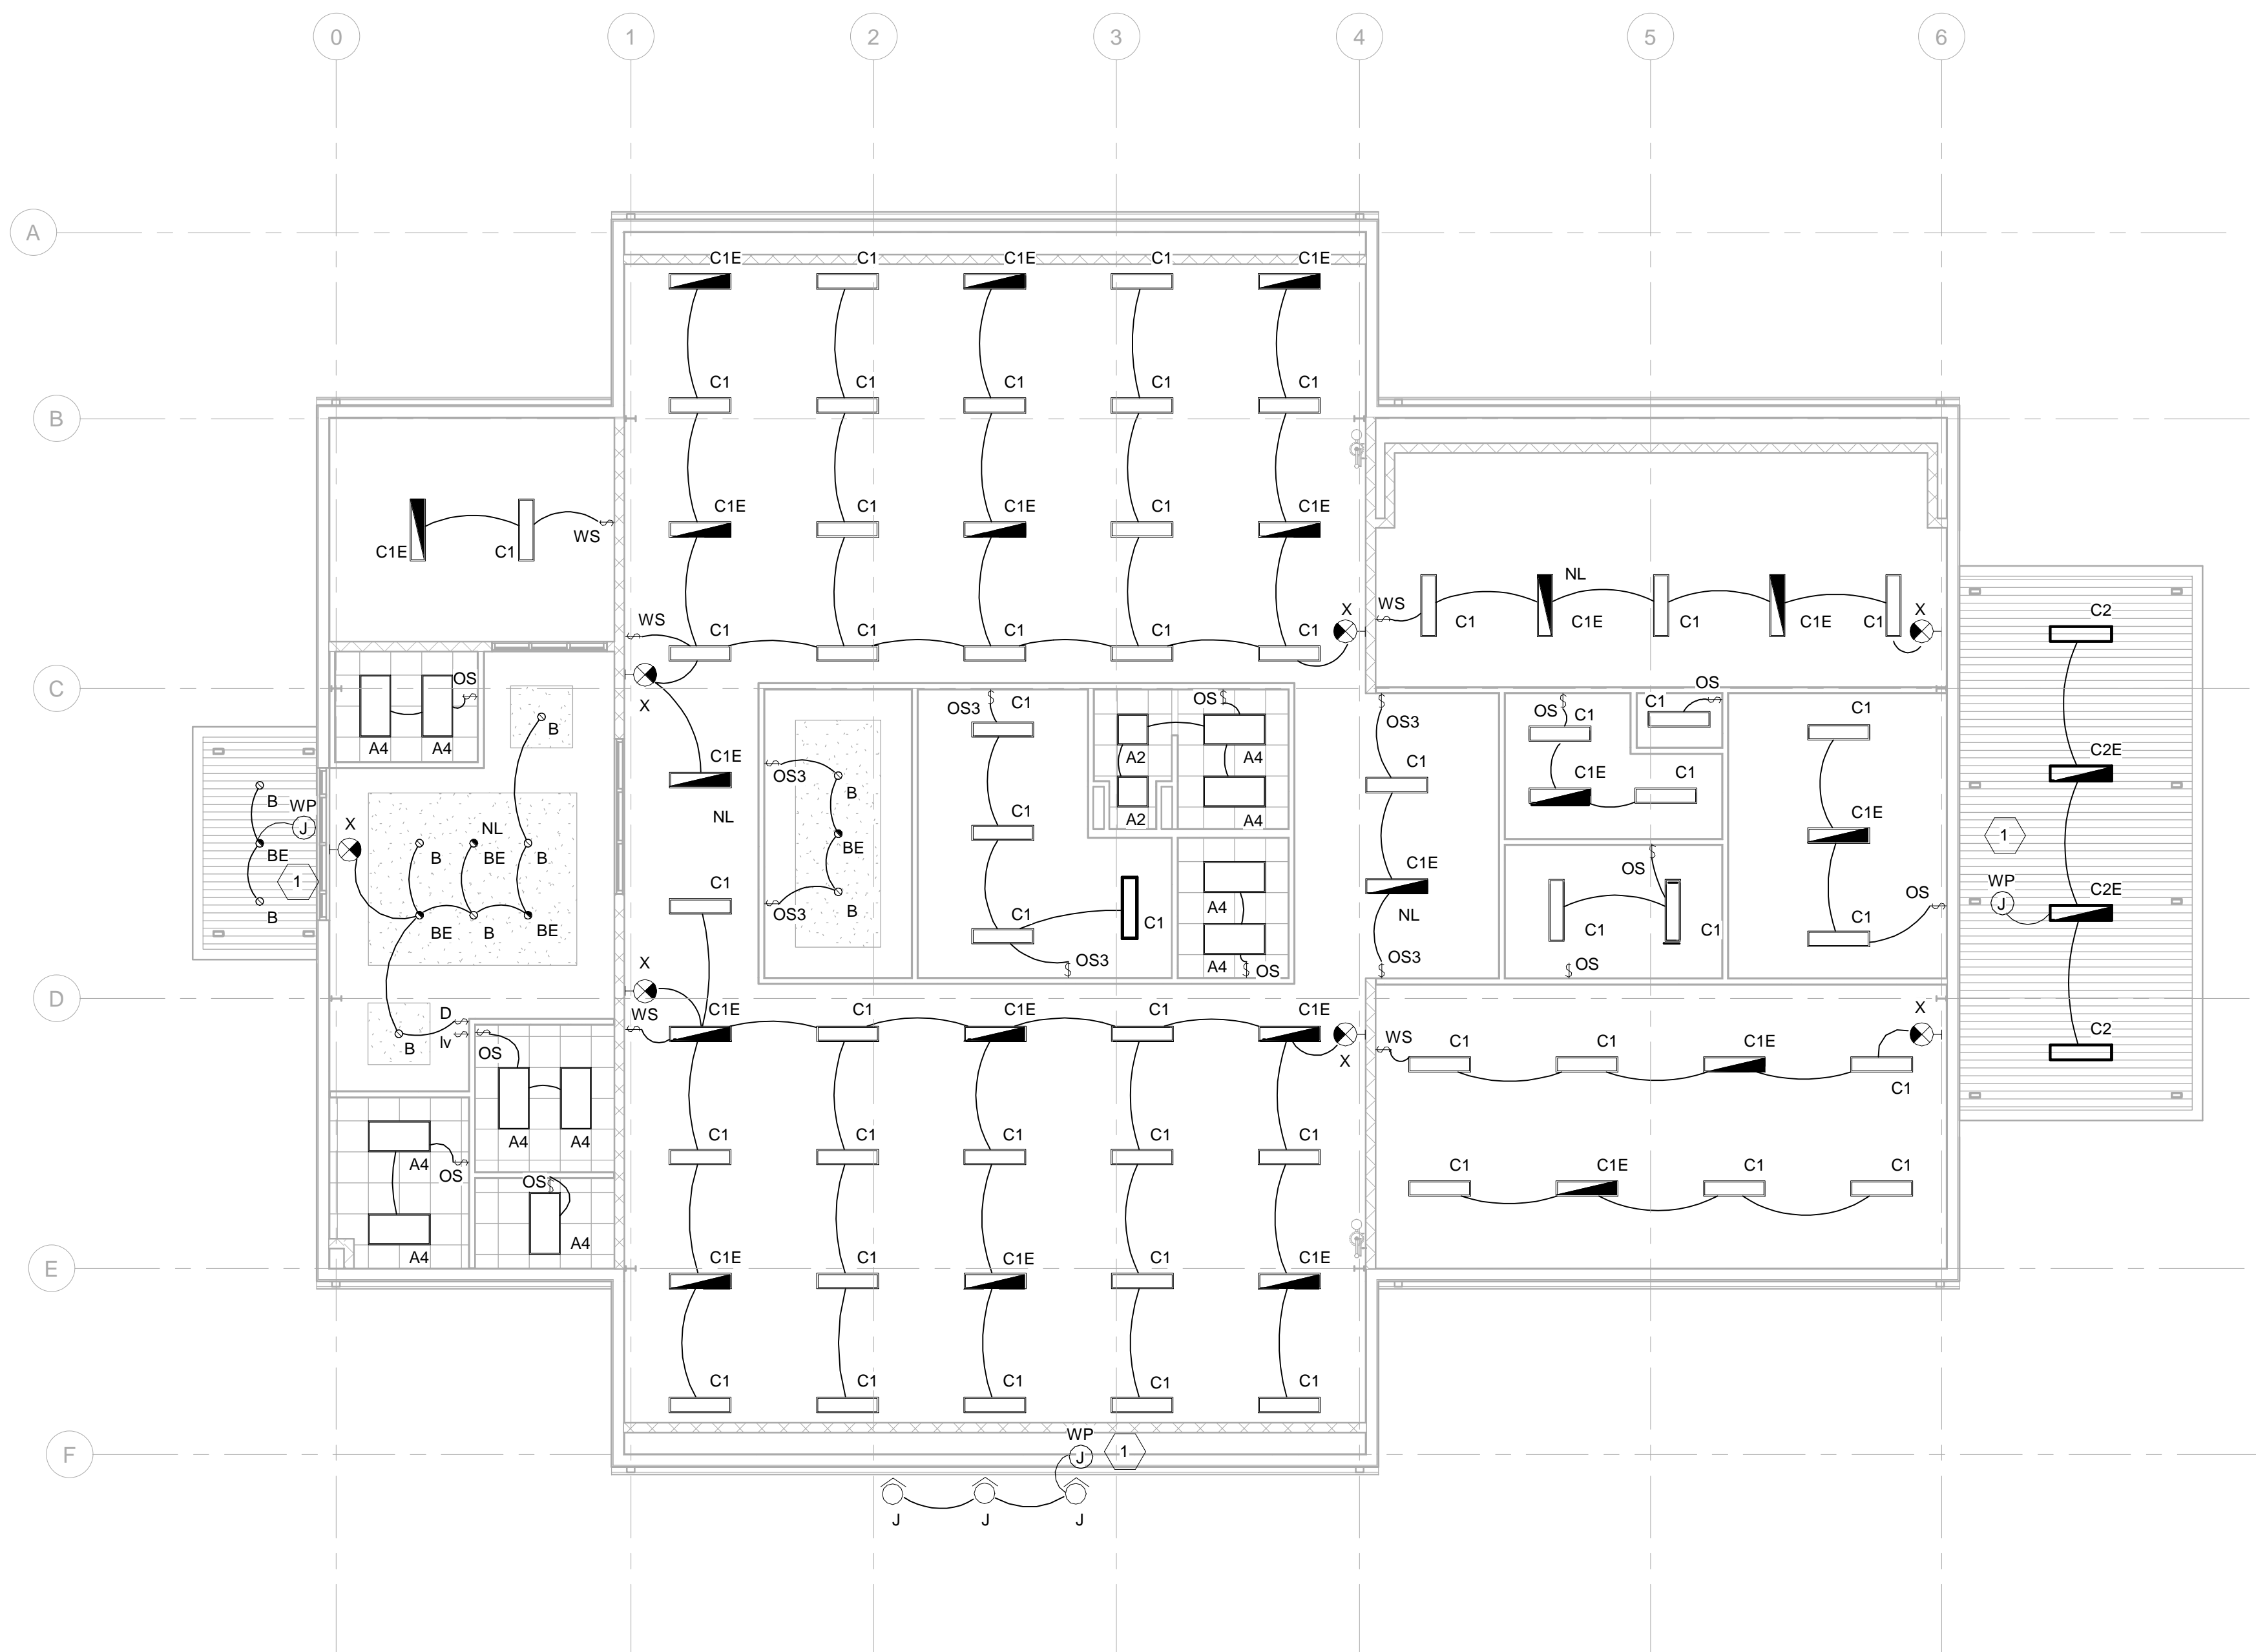 0 1 2 3 4 5 6
A
C1E C1 C1E C1 C1E
C1 C1 C1 C1 C1
B
C1E C1 C1E C1 C1E
C1E C1 WS
NL
C1 C1E C1 C1E C1
WS X WS X
C2
C1 C1 C1 C1 C1
C
OS
X
OS3 C1
OS
OS3
OS C1
C1 OS
C1
A4 A4
B
A2 A4
C1E
OS3
C1
C1E C1
C2E
B WP
J
X
NL
B
NL
A2 A4
C1E
1
B BE B
BE
BE
1
B
C1
C1
C1E
OS
WP
J
OS
C2E
B
OS3 B
C1
C1
A4
NL
C1 C1
C1
BE B BE
X
OS3
A4 OS
OS3
OS
D
D
lv
B
WS
C1E C1 C1E C1 C1E
X
WS
C1 C1 C1E
X
C1
C2
OS
A4 A4
C1 C1 C1 C1 C1
A4
OS
OS
C1 C1E C1 C1
A4
A4
E
C1E C1 C1E C1 C1E
C1 C1 C1 C1 C1
F
WP
J
1
J J J